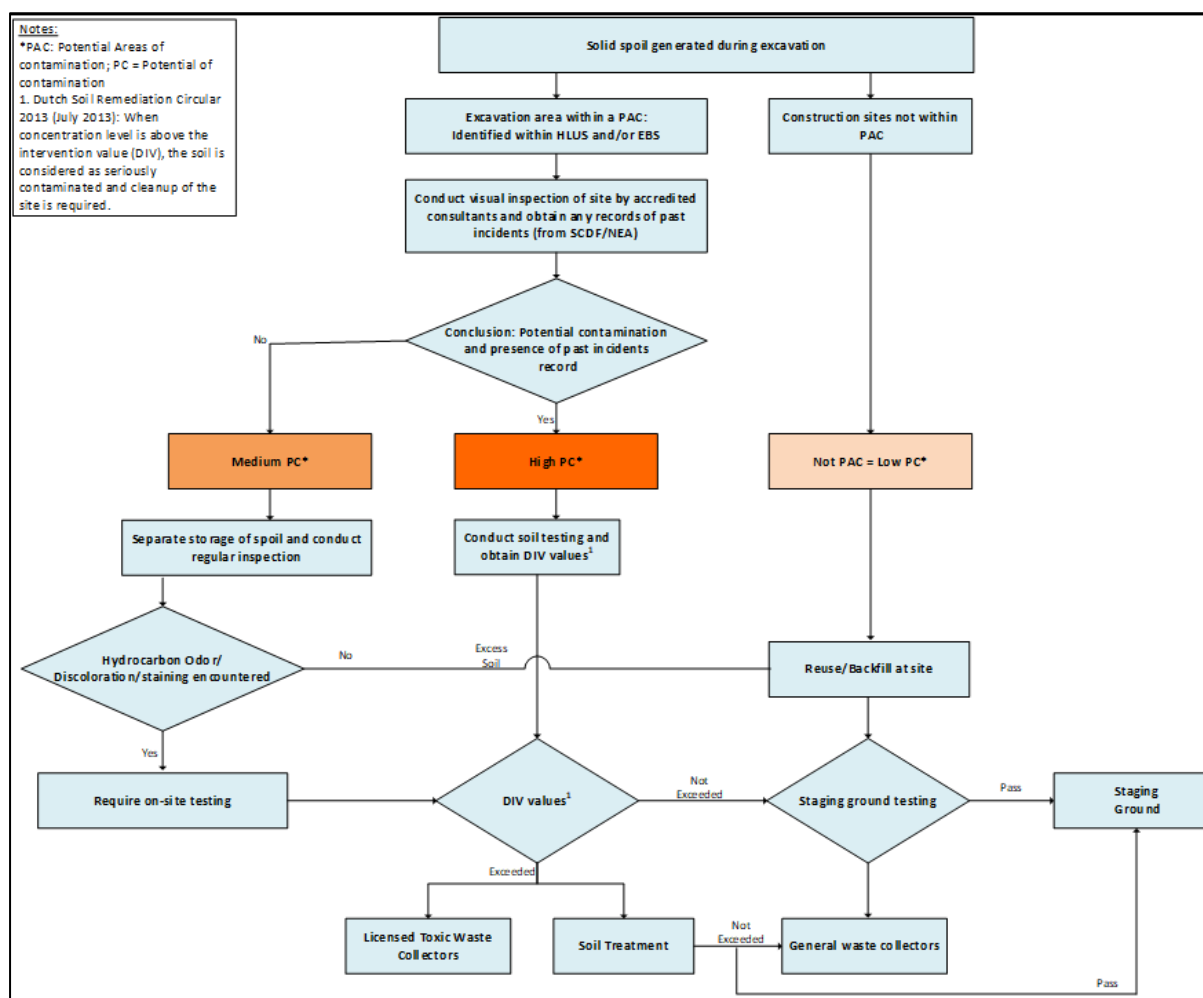 Notes:
*PAC: Potential Areas of
contamination; PC = Potential of
contamination
1. Dutch Soil Remediation Circular
2013 (July 2013): When
concentration level is above the
intervention value (DIV), the soil is
considered as seriously
contaminated and cleanup of the
site is required.
Solid spoil generated during excavation
Excavation area within a PAC:
Identified within HLUS and/or EBS
Construction sites not within
PAC
Conduct visual inspection of site by accredited
consultants and obtain any records of past
incidents (from SCDF/NEA)
Conclusion: Potential contamination
and presence of past incidents
record
No
Yes
Medium PC*
High PC*
Not PAC = Low PC*
Separate storage of spoil and conduct
regular inspection
Conduct soil testing and
obtain DIV values¹
Hydrocarbon Odor/
Discoloration/staining encountered
No
Excess
Soil
Reuse/Backfill at site
Yes
Require on-site testing
DIV values¹
Not
Exceeded
Staging ground testing
Pass
Staging
Ground
Exceeded
Licensed Toxic Waste
Collectors
Soil Treatment
Not
Exceeded
General waste collectors
Pass